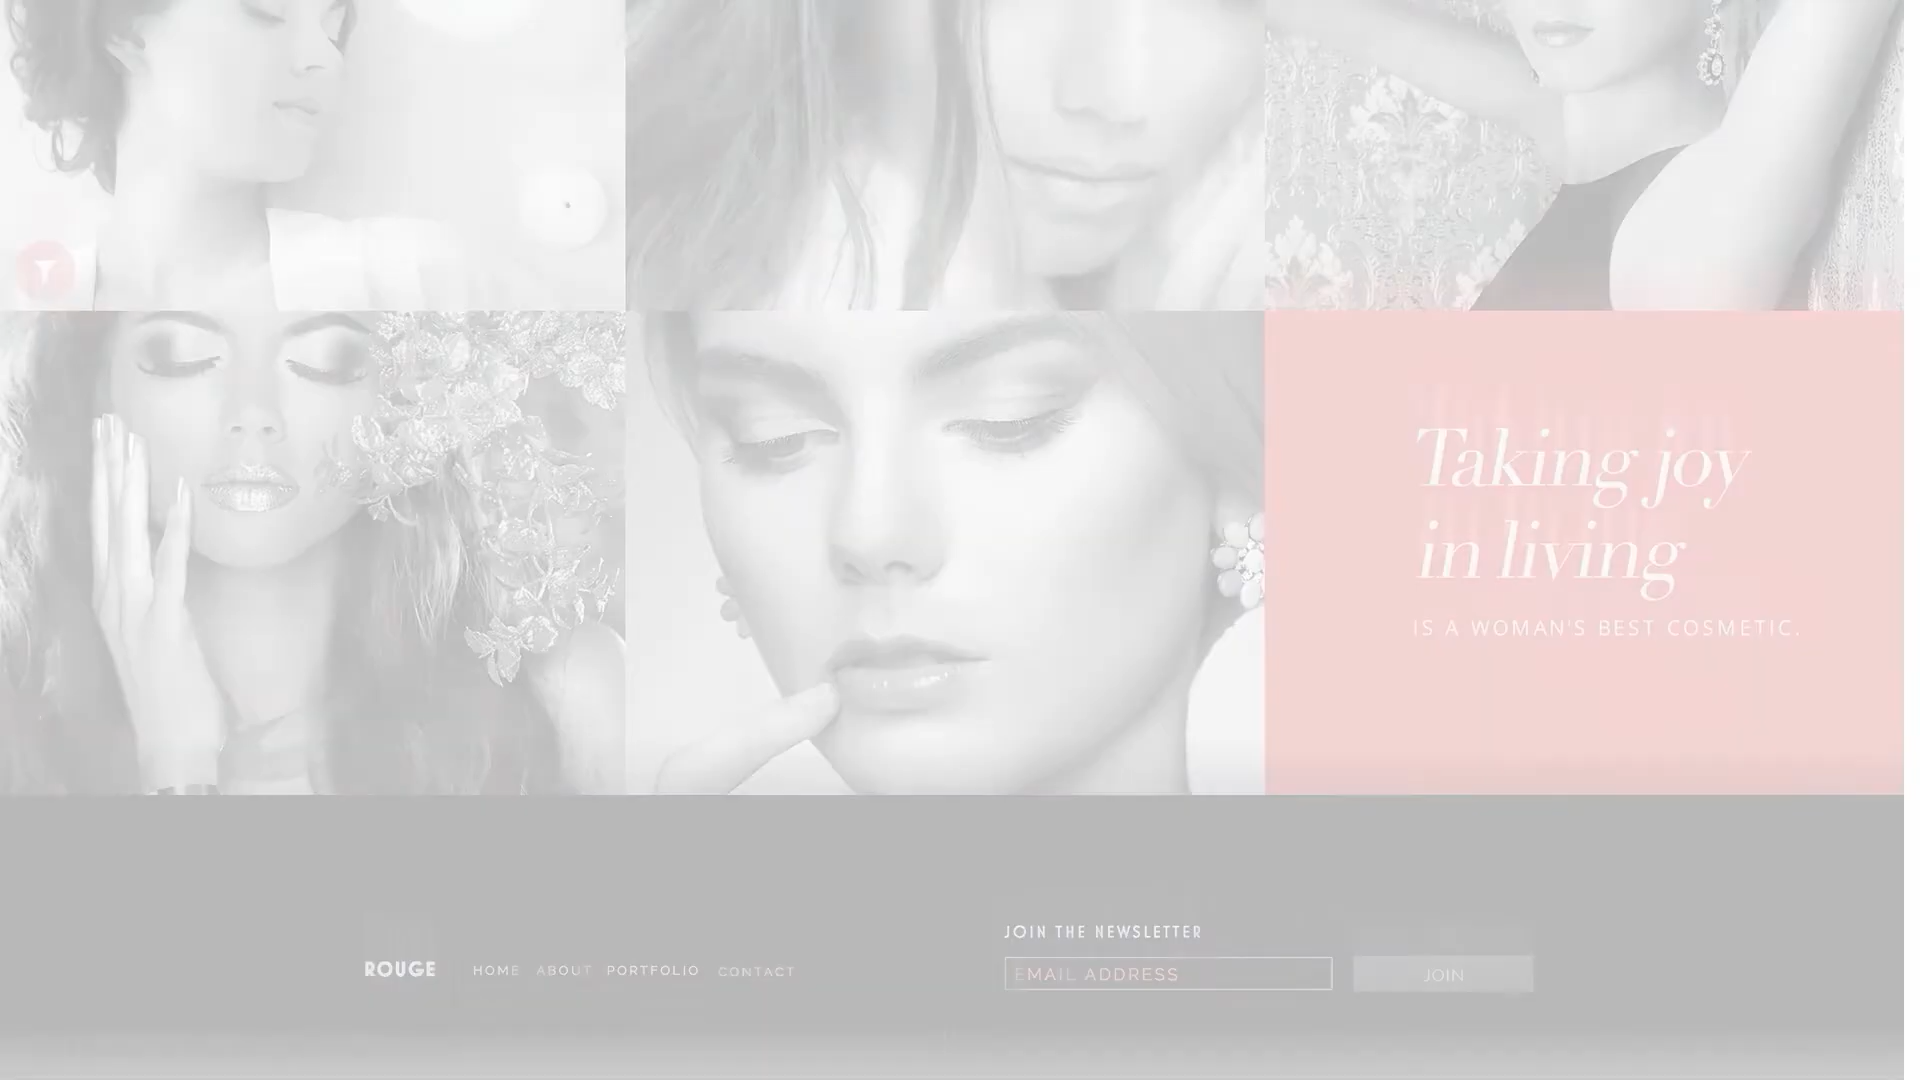 Taking joy
in living
IS A WOMAN'S BEST COSMETIC.
JOIN THE NEWSLETTER
ROUGE HOME ABOUT PORTFOLIO CONTACT
EMAIL ADDRESS JOIN